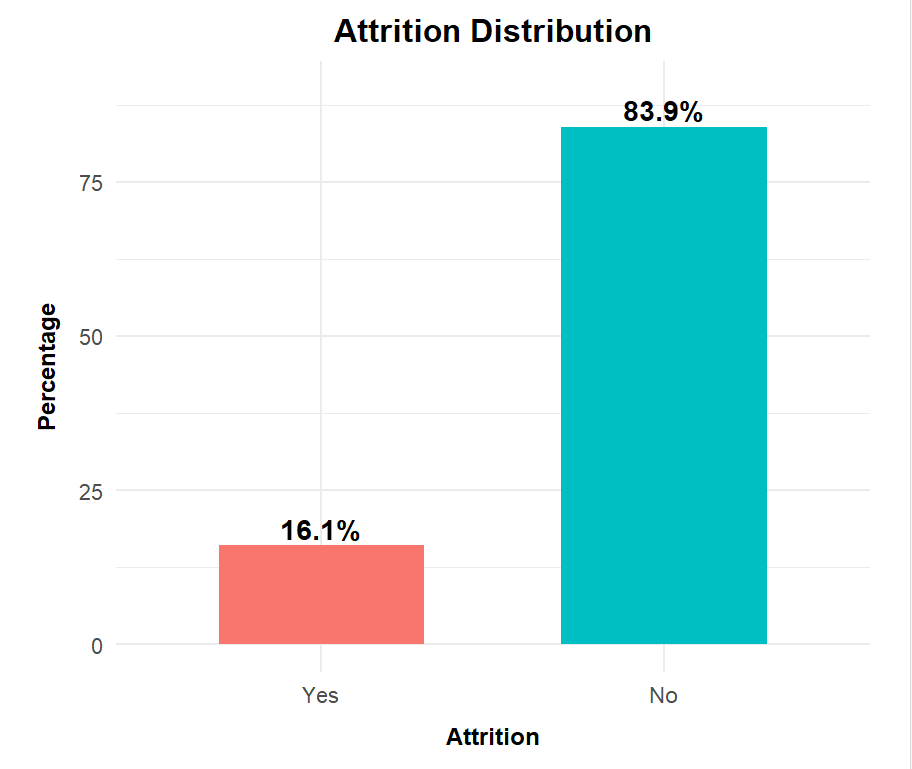 Attrition Distribution
83.9%
75
50
25
16.1%
0
Percentage
Yes No
Attrition